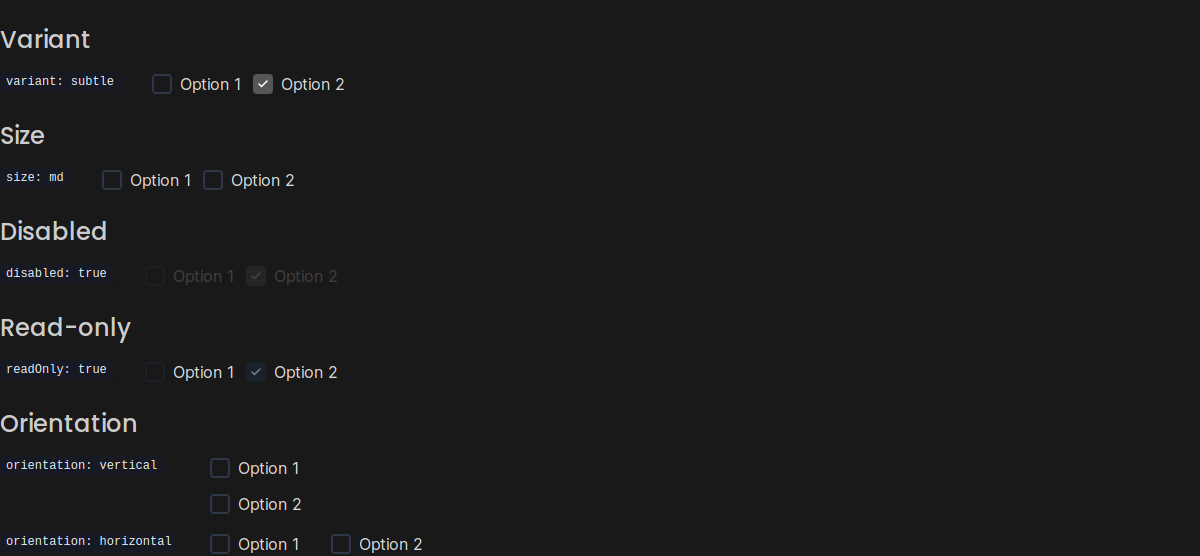 Variant
variant: subtle Option 1 Option 2
Size
size: md Option 1 Option 2
Disabled
disabled: true Option 1 Option 2
Read-only
readOnly: true Option 1 Option 2
Orientation
orientation: vertical Option 1
Option 2
orientation: horizontal Option 1 Option 2